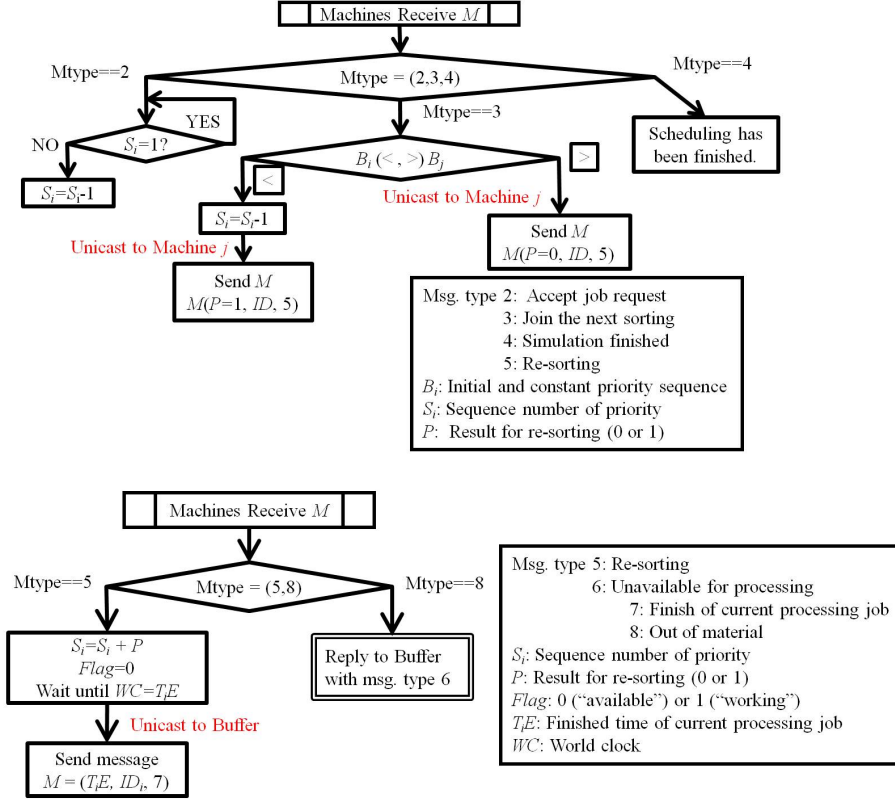 Machines Receive M
Mtype==2
Mtype = (2,3,4)
Mtype==4
Mtype==3
YES
NO
Si=1?
Bi (< , >) Bj
Scheduling has
been finished.
<
>
Si=Si-1
Si=Si-1
Unicast to Machine j
Unicast to Machine j
Send M
M(P=0, ID, 5)
Send M
M(P=1, ID, 5)
Msg. type 2: Accept job request
3: Join the next sorting
4: Simulation finished
5: Re-sorting
Bi: Initial and constant priority sequence
Si: Sequence number of priority
P: Result for re-sorting (0 or 1)
Machines Receive M
Mtype==5
Mtype = (5,8)
Mtype==8
Si=Si + P
Flag=0
Wait until WC=TiE
Reply to Buffer
with msg. type 6
Unicast to Buffer
Send message
M = (TiE, IDi, 7)
Msg. type 5: Re-sorting
6: Unavailable for processing
7: Finish of current processing job
8: Out of material
Si: Sequence number of priority
P: Result for re-sorting (0 or 1)
Flag: 0 (“available”) or 1 (“working”)
TiE: Finished time of current processing job
WC: World clock